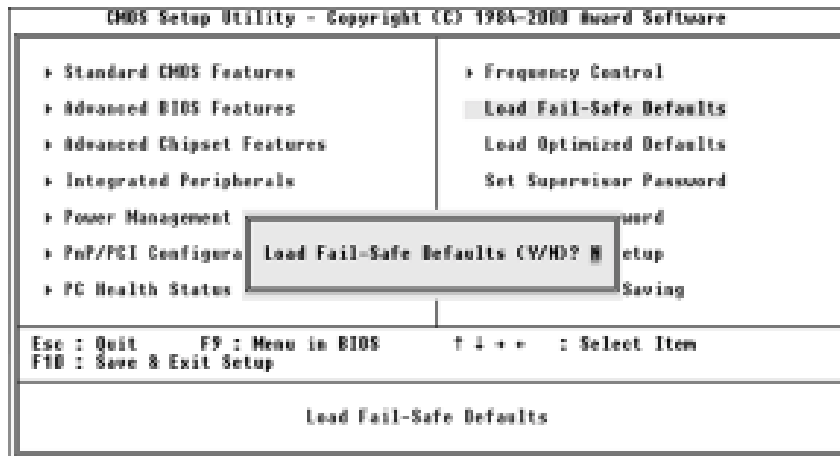 CMOS Setup Utility - Copyright (C) 1984-2000 Award Software
▸ Standard CMOS Features
▸ Advanced BIOS Features
▸ Advanced Chipset Features
▸ Integrated Peripherals
▸ Power Management
▸ PnP/PCI Configura
▸ PC Health Status
▸ Frequency Control
Load Fail-Safe Defaults
Load Optimized Defaults
Set Supervisor Password
word
etup
Saving
Load Fail-Safe Defaults (Y/N)? N
Esc : Quit F9 : Menu in BIOS ↑ ↓ → ← : Select Item
F10 : Save & Exit Setup
Load Fail-Safe Defaults